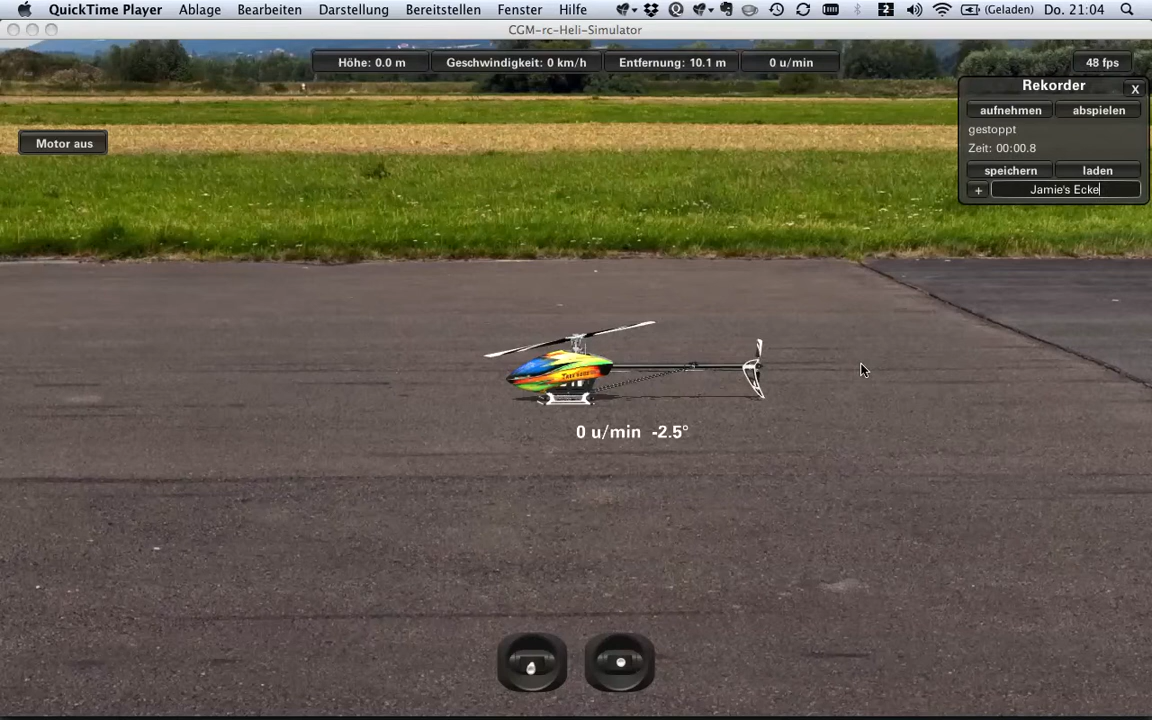 QuickTime Player Ablage Bearbeiten Darstellung Bereitstellen Fenster Hilfe 2 (Geladen) Do. 21:04
CGM-rc-Heli-Simulator
Höhe: 0.0 m Geschwindigkeit: 0 km/h Entfernung: 10.1 m 0 u/min 48 fps
Rekorder X
aufnehmen abspielen
gestoppt
Zeit: 00:00.8
speichern laden
+ Jamie's Ecke
Motor aus
0 u/min -2.5°